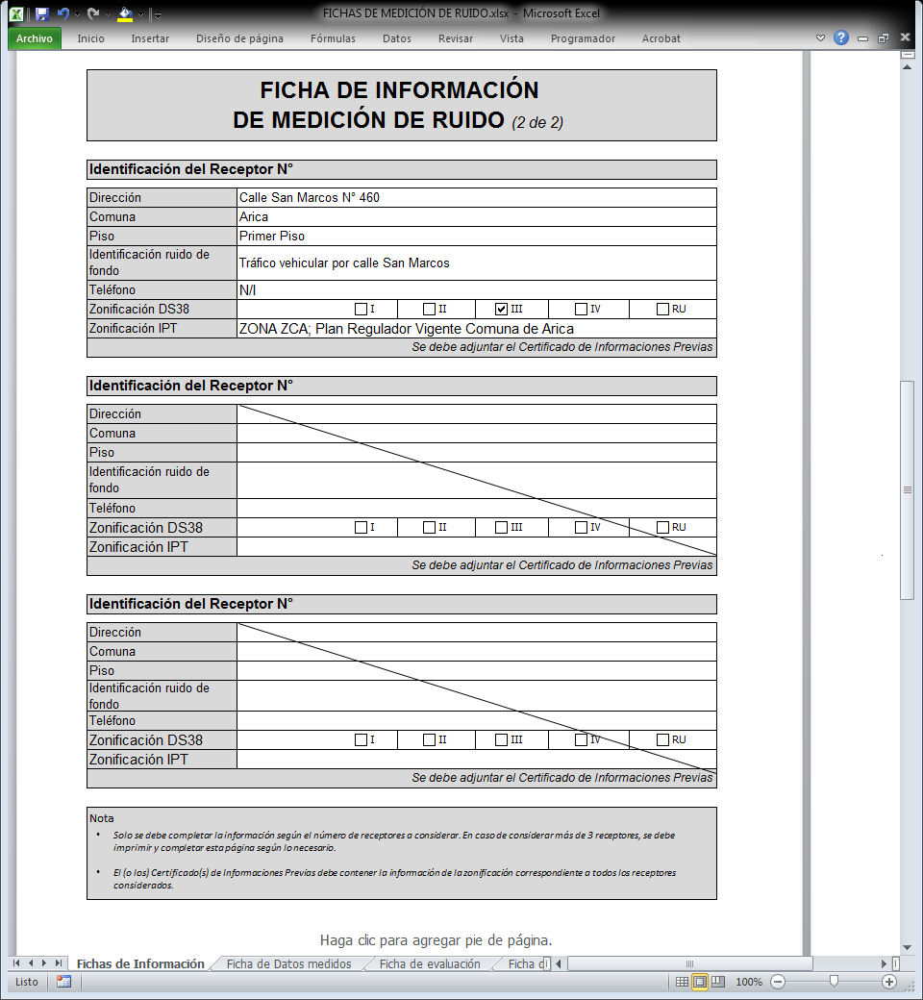 FICHAS DE MEDICIÓN DE RUIDO.xlsx - Microsoft Excel
Archivo Inicio Insertar Diseño de página Fórmulas Datos Revisar Vista Programador Acrobat
FICHA DE INFORMACIÓN
DE MEDICIÓN DE RUIDO (2 de 2)
Identificación del Receptor N°
Dirección Calle San Marcos N° 460
Comuna Arica
Piso Primer Piso
Identificación ruido de
fondo Tráfico vehicular por calle San Marcos
Teléfono N/I
Zonificación DS38 I II III IV RU
Zonificación IPT ZONA ZCA; Plan Regulador Vigente Comuna de Arica
Se debe adjuntar el Certificado de Informaciones Previas
Identificación del Receptor N°
Dirección
Comuna
Piso
Identificación ruido de
fondo
Teléfono
Zonificación DS38 I II III IV RU
Zonificación IPT
Se debe adjuntar el Certificado de Informaciones Previas
Identificación del Receptor N°
Dirección
Comuna
Piso
Identificación ruido de
fondo
Teléfono
Zonificación DS38 I II III IV RU
Zonificación IPT
Se debe adjuntar el Certificado de Informaciones Previas
Nota
• Solo se debe completar la información según el número de receptores a considerar. En caso de considerar más de 3 receptores, se debe
imprimir y completar esta página según lo necesario.
• El (o los) Certificado(s) de Informaciones Previas debe contener la información de la zonificación correspondiente a todos los receptores
considerados.
Haga clic para agregar pie de página.
Fichas de Información Ficha de Datos medidos Ficha de evaluación Ficha d
Listo 100%